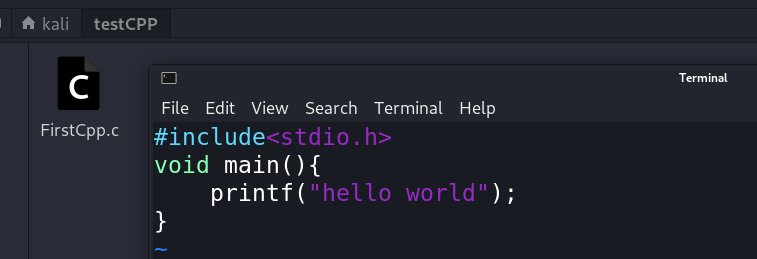 kali testCPP
C
FirstCpp.c
Terminal
File Edit View Search Terminal Help
#include<stdio.h>
void main(){
    printf("hello world");
}
~